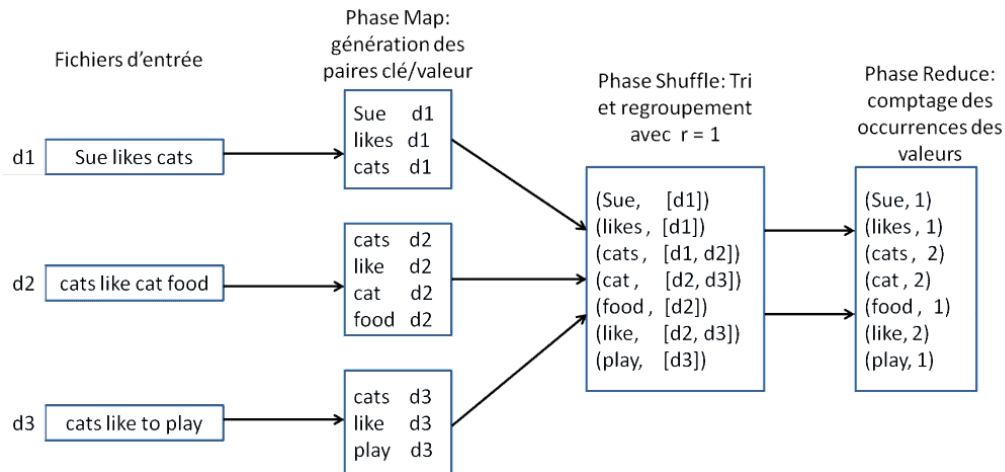 Fichiers d'entrée
d1
Sue likes cats
d2
cats like cat food
d3
cats like to play
Phase Map:
génération des
paires clé/valeur
Sue d1
likes d1
cats d1
cats d2
like d2
cat d2
food d2
cats d3
like d3
play d3
Phase Shuffle: Tri
et regroupement
avec r = 1
(Sue, [d1])
(likes , [d1])
(cats , [d1, d2])
(cat , [d2, d3])
(food , [d2])
(like, [d2, d3])
(play, [d3])
Phase Reduce:
comptage des
occurrences des
valeurs
(Sue, 1)
(likes , 1)
(cats , 2)
(cat , 2)
(food , 1)
(like, 2)
(play, 1)